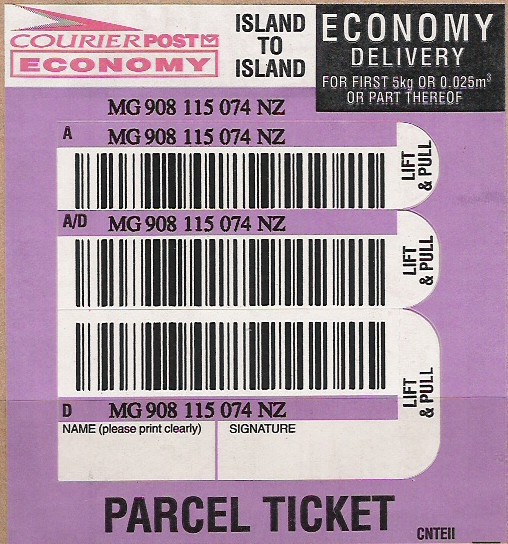 COURIERPOST
ECONOMY
ISLAND
TO
ISLAND
ECONOMY
DELIVERY
FOR FIRST 5kg OR 0.025m³
OR PART THEREOF
MG 908 115 074 NZ
A MG 908 115 074 NZ
LIFT
& PULL
A/D MG 908 115 074 NZ
LIFT
& PULL
LIFT
& PULL
D MG 908 115 074 NZ
NAME (please print clearly) SIGNATURE
PARCEL TICKET
CNTEII